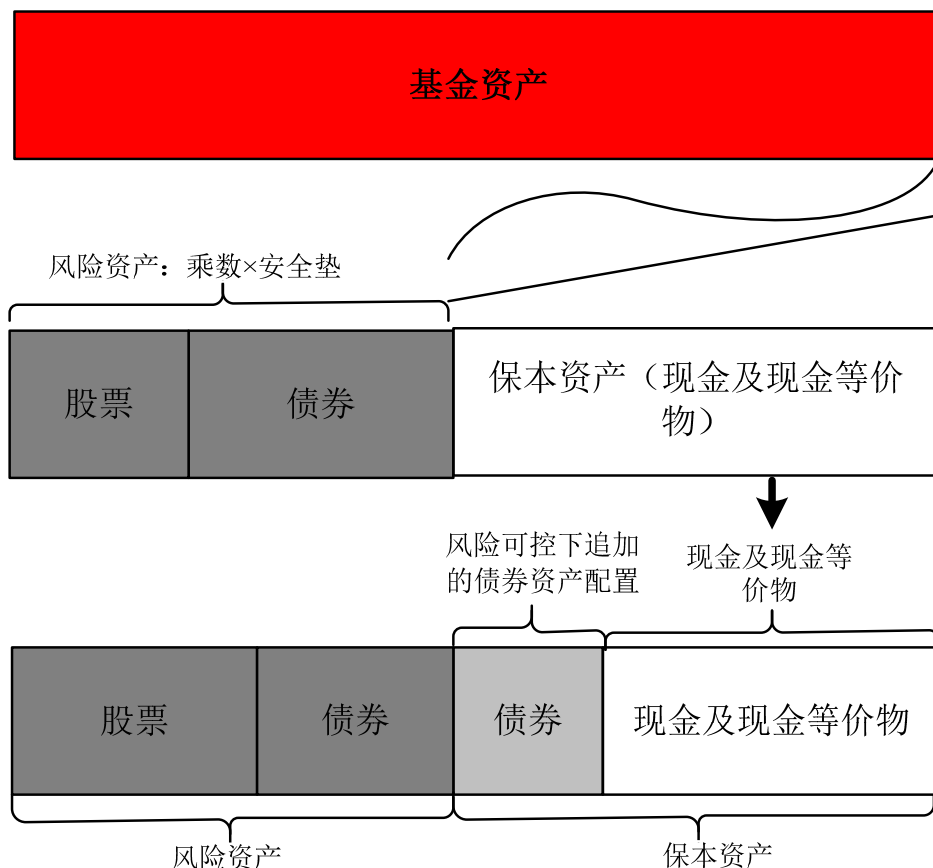 基金资产
风险资产：乘数×安全垫
股票
债券
保本资产（现金及现金等价
物）
风险可控下追加
的债券资产配置
现金及现金等
价物
股票
债券
债券
现金及现金等价物
风险资产
保本资产